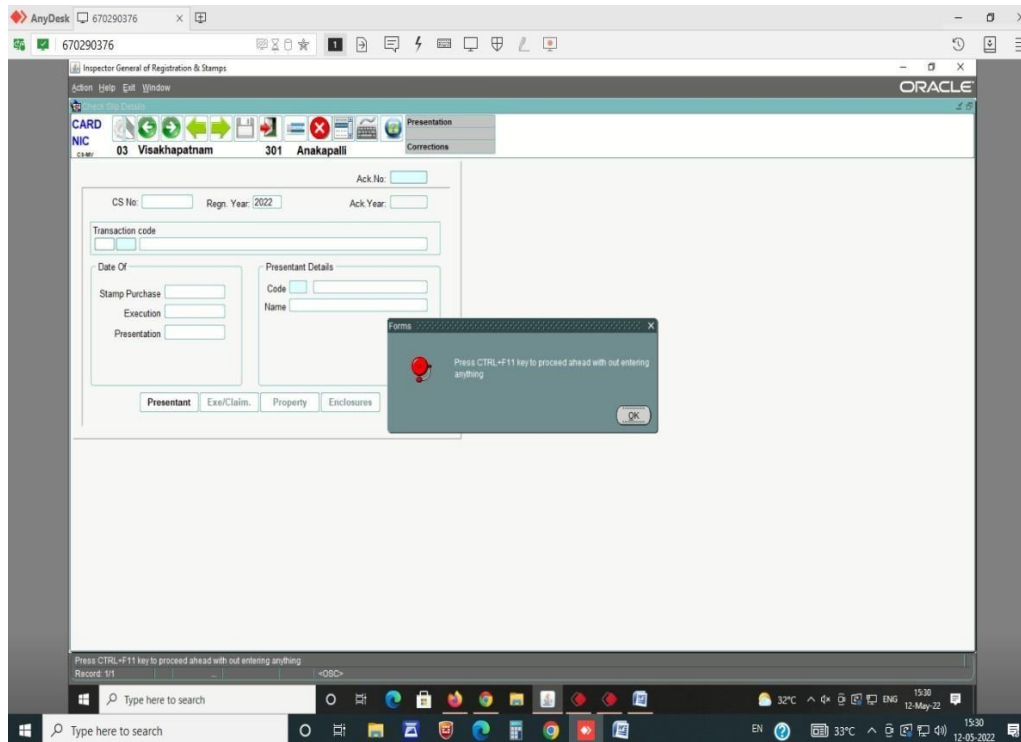 AnyDesk 670290376
670290376
1
Inspector General of Registration & Stamps
Action Help Exit Window
ORACLE
Check Slip Details
CARD
NIC
03 Visakhapatnam 301 Anakapalli
Presentation
Corrections
Ack.No:
CS No: Regn. Year: 2022 Ack.Year:
Transaction code
Date Of
Presentant Details
Stamp Purchase
Code
Execution
Name
Presentation
Forms
Press CTRL+F11 key to proceed ahead with out entering
anything
OK
Presentant Exe/Claim. Property Enclosures
Press CTRL+F11 key to proceed ahead with out entering anything
Record: 1/1 ... <OSC>
Type here to search 32°C ENG 15:30
12-May-22
Type here to search EN 33°C ENG 15:30
12-05-2022